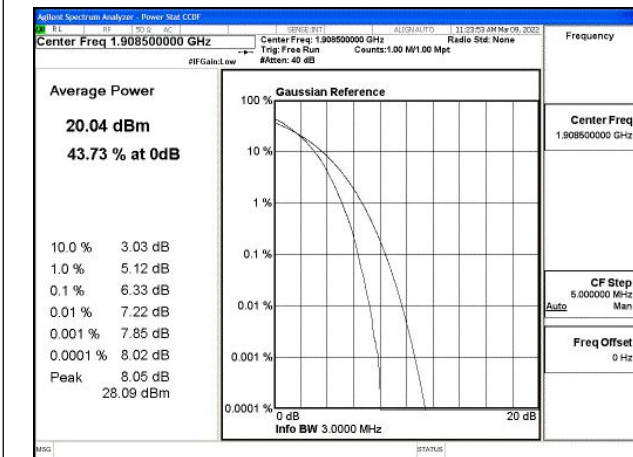 Agilent Spectrum Analyzer - Power Stat CCDF
RL RF 50 Ω AC SENSE:INT ALIGN AUTO 11:23:53 AM Mar 09, 2022
Center Freq 1.908500000 GHz
Center Freq: 1.908500000 GHz Radio Std: None
Trig: Free Run Counts:1.00 M/1.00 Mpt
#IFGain:Low #Atten: 40 dB
Frequency
Average Power
20.04 dBm
43.73 % at 0dB
10.0 % 3.03 dB
1.0 % 5.12 dB
0.1 % 6.33 dB
0.01 % 7.22 dB
0.001 % 7.85 dB
0.0001 % 8.02 dB
Peak 8.05 dB
28.09 dBm
Gaussian Reference
100 %
10 %
1 %
0.1 %
0.01 %
0.001 %
0.0001 %
0 dB 20 dB
Info BW 3.0000 MHz
Center Freq
1.908500000 GHz
CF Step
5.000000 MHz
Auto Man
Freq Offset
0 Hz
MSG STATUS